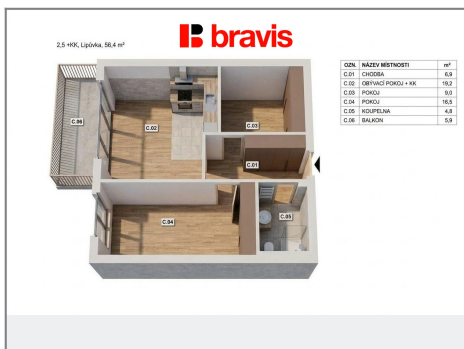 2,5 +KK, Lipůvka, 56,4 m²
bravis
OZN. NÁZEV MÍSTNOSTI m²
C.01 CHODBA 6,9
C.02 OBÝVACÍ POKOJ + KK 19,2
C.03 POKOJ 9,0
C.04 POKOJ 16,5
C.05 KOUPELNA 4,8
C.06 BALKON 5,9
C.06
C.02
C.03
C.01
C.04
C.05